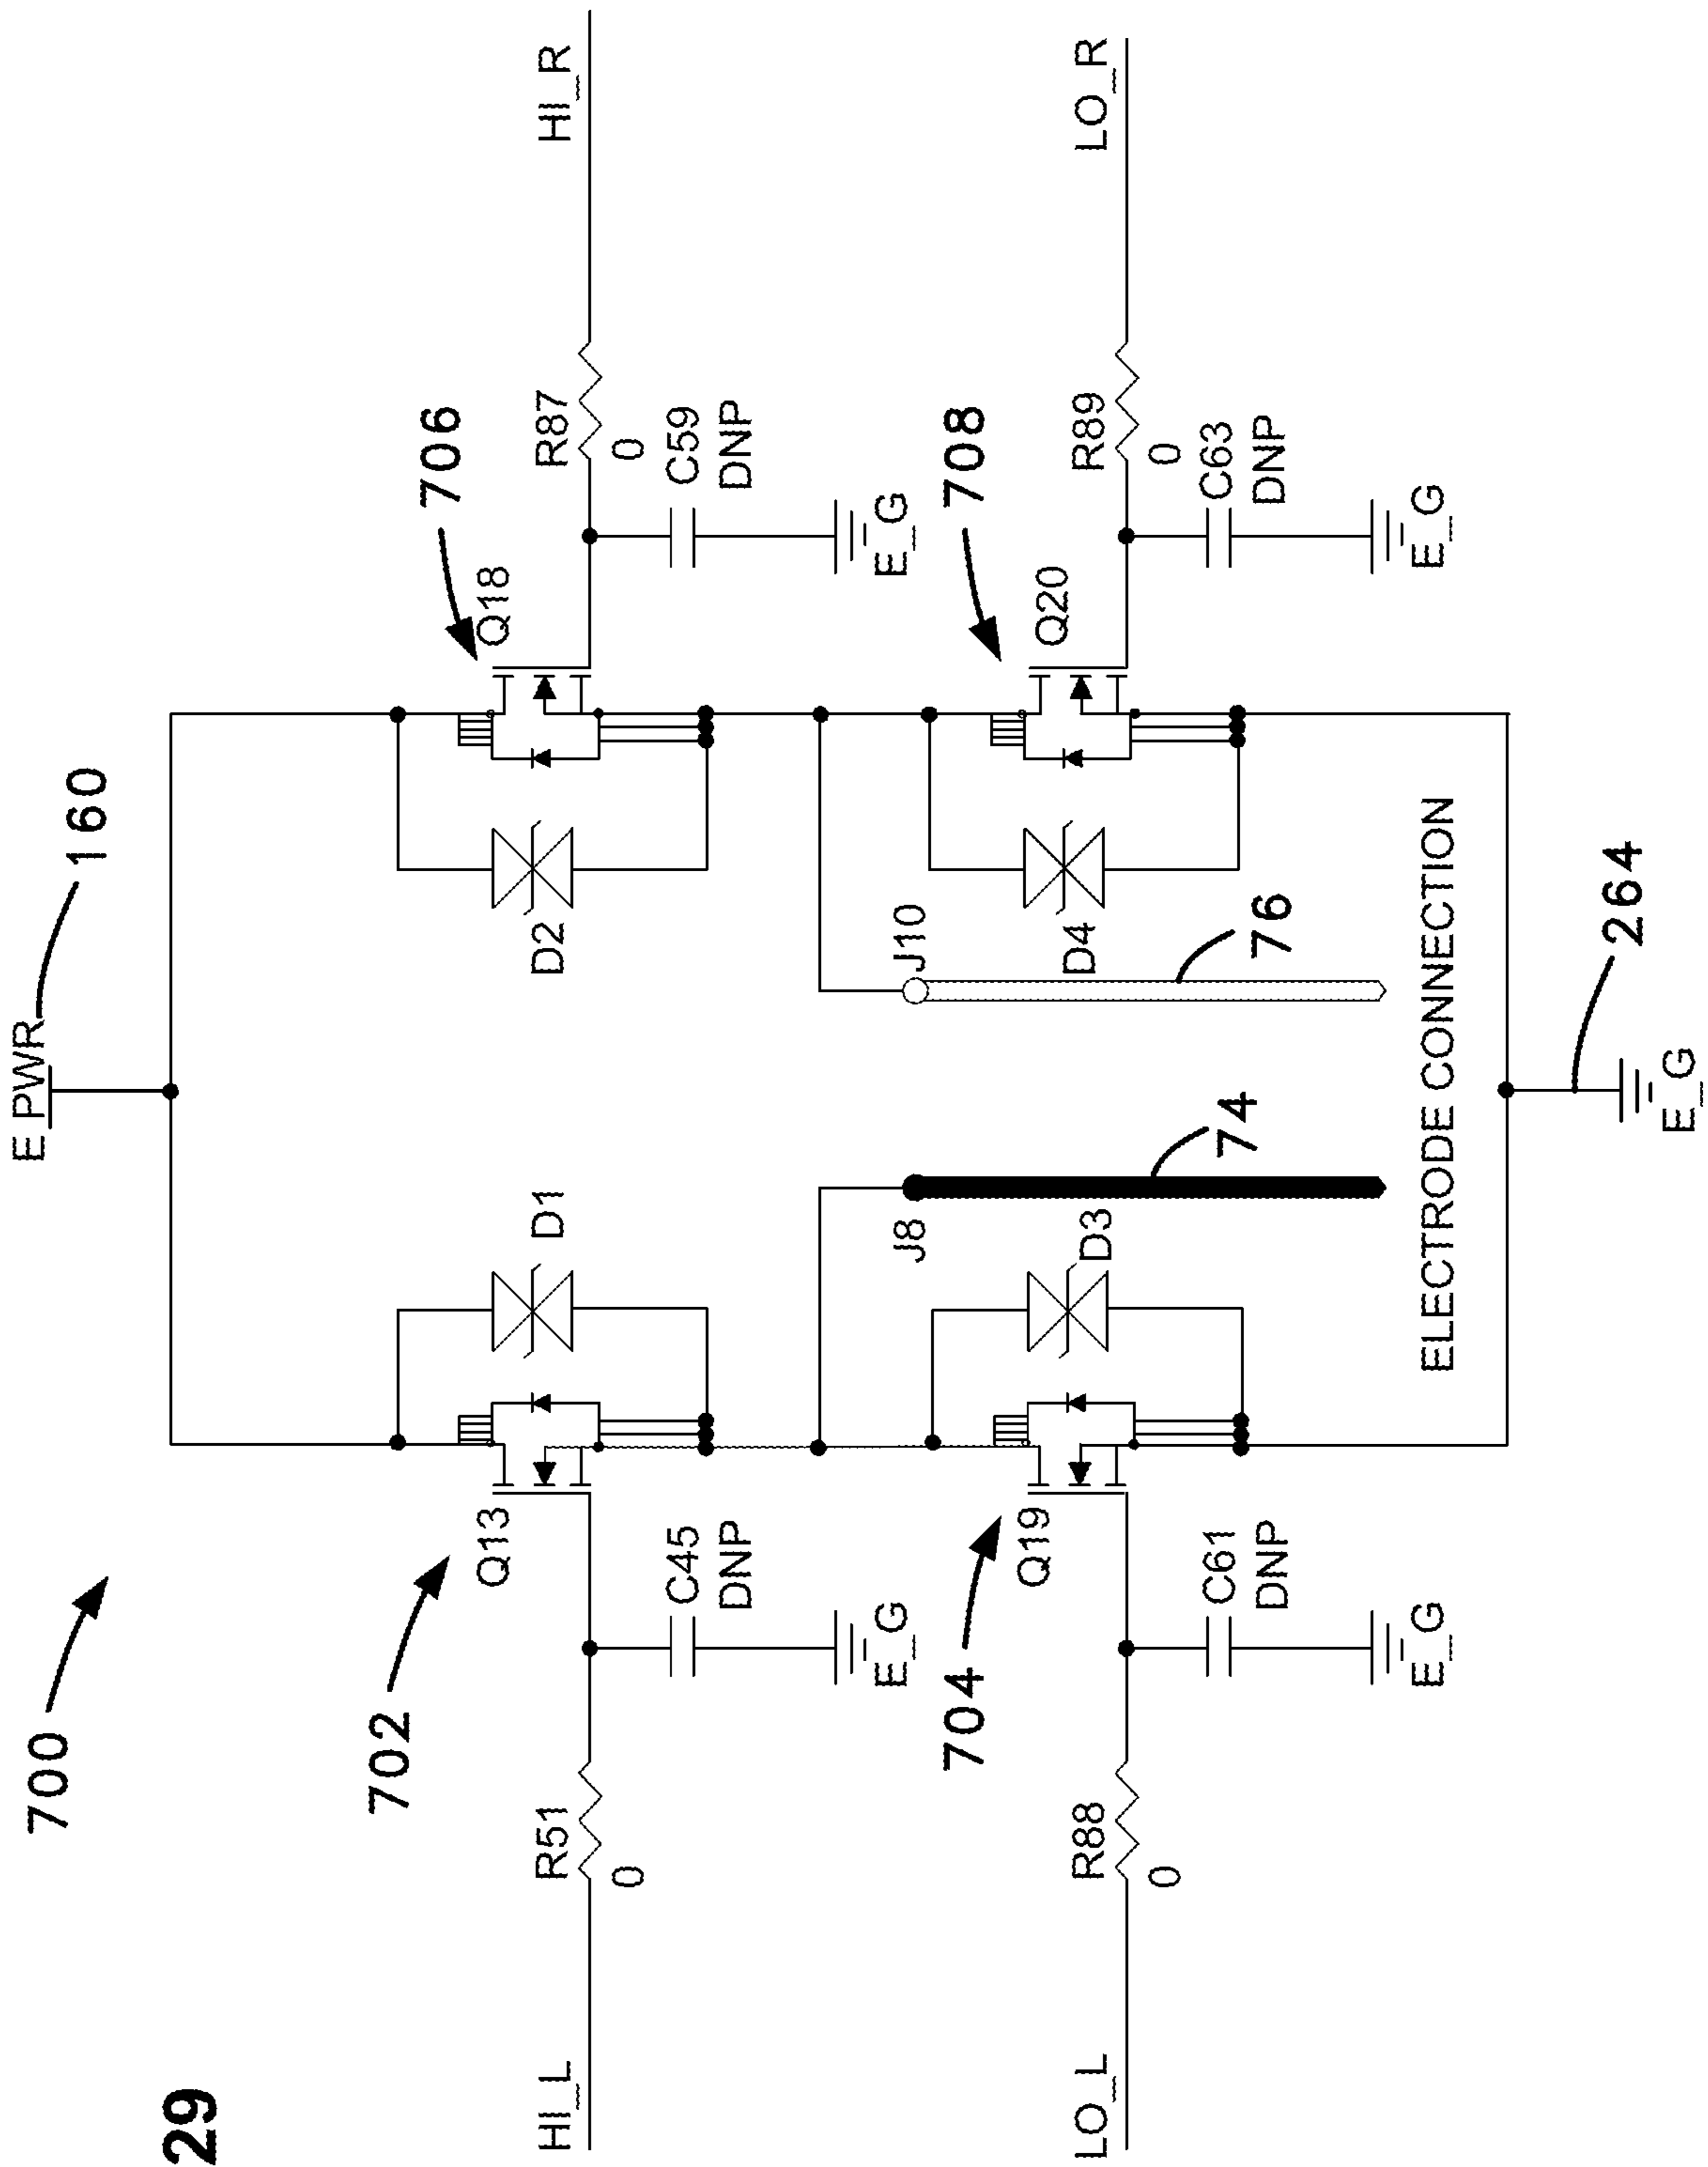 29
700
E_PWR
160
702
706
HI_L
R51
0
Q13
D1
D2
Q18
R87
0
HI_R
C45
DNP
C59
DNP
E_G
E_G
J8
J10
704
708
LO_L
R88
0
Q19
D3
D4
Q20
R89
0
LO_R
C61
DNP
C63
DNP
74
76
E_G
E_G
ELECTRODE CONNECTION
264
E_G